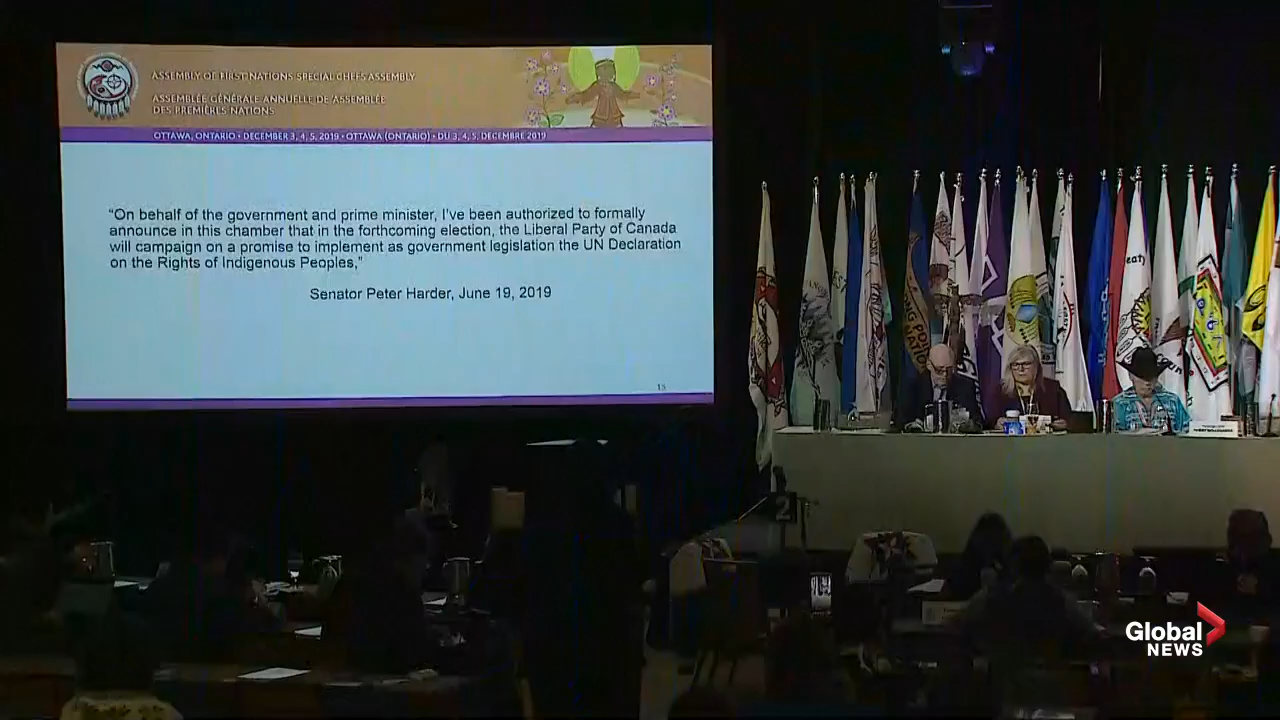 ASSEMBLY OF FIRST NATIONS SPECIAL CHEFS ASSEMBLY
ASSEMBLÉE GÉNÉRALE ANNUELLE DE ASSEMBLÉE
DES PREMIÈRES NATIONS
OTTAWA, ONTARIO • DECEMBER 3, 4, 5, 2019 • OTTAWA (ONTARIO) • DU 3, 4, 5, DECEMBRE 2019
“On behalf of the government and prime minister, I've been authorized to formally
announce in this chamber that in the forthcoming election, the Liberal Party of Canada
will campaign on a promise to implement as government legislation the UN Declaration
on the Rights of Indigenous Peoples,”
Senator Peter Harder, June 19, 2019
15
2
Global
NEWS